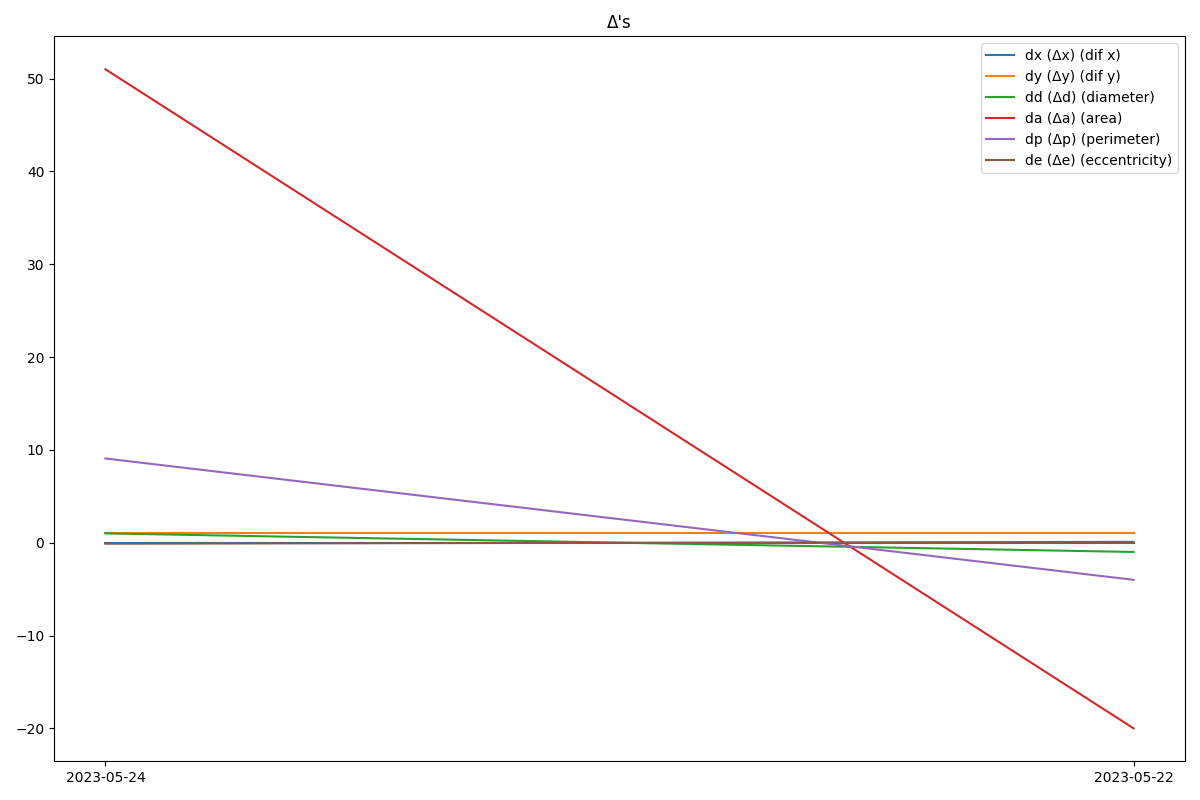 Δ's
dx (Δx) (dif x)
dy (Δy) (dif y)
dd (Δd) (diameter)
da (Δa) (area)
dp (Δp) (perimeter)
de (Δe) (eccentricity)
50
40
30
20
10
0
−10
−20
2023-05-24
2023-05-22